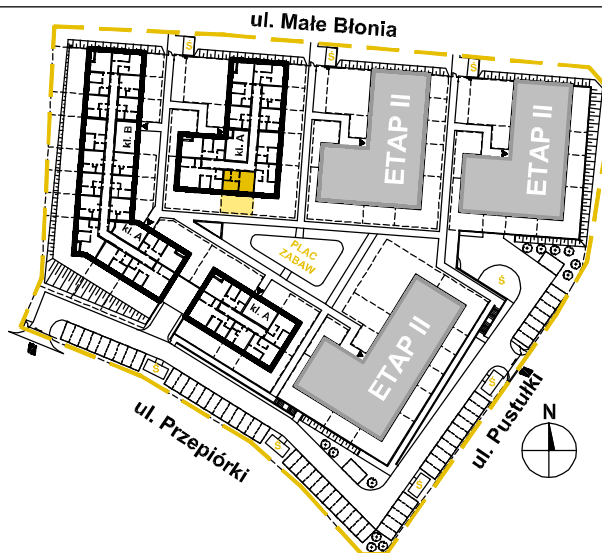 ul. Małe Błonia
Ś
Ś
Ś
kl. B
kl. A
ETAP II
ETAP II
kl. A
PLAC
ZABAW
Ś
kl. A
ETAP II
Ś
Ś
Ś
Ś
ul. Przepiórki
ul. Pustułki
N